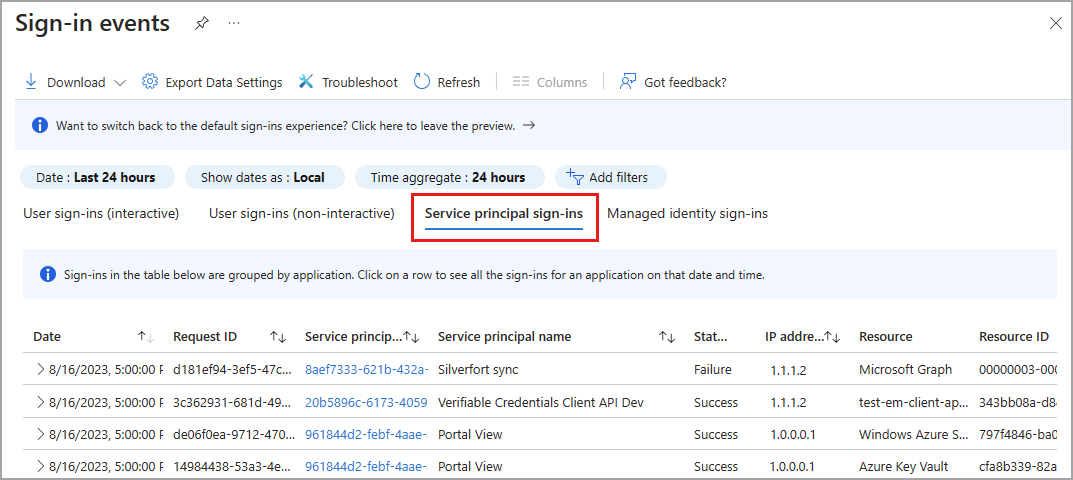 Sign-in events
Download Export Data Settings Troubleshoot Refresh Columns Got feedback?
Want to switch back to the default sign-ins experience? Click here to leave the preview. →
Date : Last 24 hours Show dates as : Local Time aggregate : 24 hours Add filters
User sign-ins (interactive) User sign-ins (non-interactive) Service principal sign-ins Managed identity sign-ins
Sign-ins in the table below are grouped by application. Click on a row to see all the sign-ins for an application on that date and time.
Date Request ID Service princip... Service principal name Stat... IP addre... Resource Resource ID
8/16/2023, 5:00:00 P d181ef94-3ef5-47c... 8aef7333-621b-432a- Silverfort sync Failure 1.1.1.2 Microsoft Graph 00000003-000
8/16/2023, 5:00:00 P 3c362931-681d-49... 20b5896c-6173-4059 Verifiable Credentials Client API Dev Success 1.1.1.2 test-em-client-ap... 343bb08a-d8
8/16/2023, 5:00:00 P de06f0ea-9712-470... 961844d2-febf-4aae- Portal View Success 1.0.0.0.1 Windows Azure S... 797f4846-ba0
8/16/2023, 5:00:00 P 14984438-53a3-4e... 961844d2-febf-4aae- Portal View Success 1.0.0.0.1 Azure Key Vault cfa8b339-82a